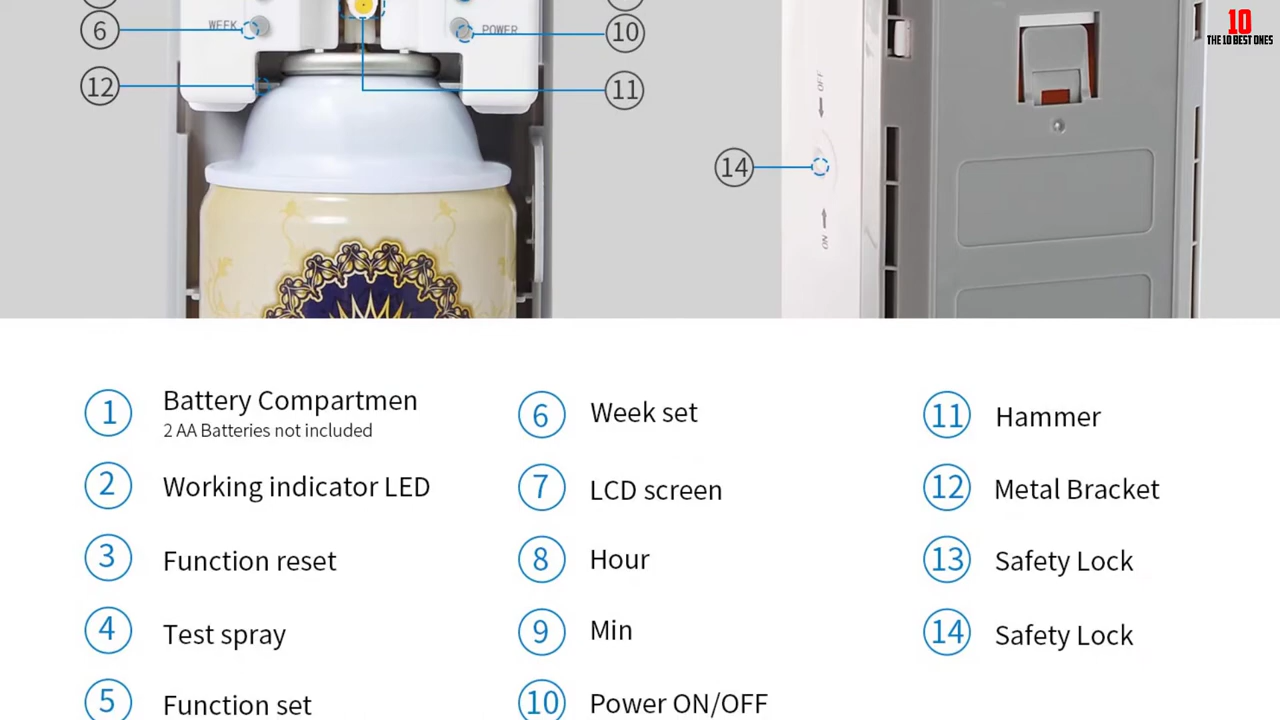 10
THE 10 BEST ONES
6
WEEK
POWER
10
12
11
OFF
14
ON
1 Battery Compartmen
2 AA Batteries not included
2 Working indicator LED
3 Function reset
4 Test spray
5 Function set
6 Week set
7 LCD screen
8 Hour
9 Min
10 Power ON/OFF
11 Hammer
12 Metal Bracket
13 Safety Lock
14 Safety Lock